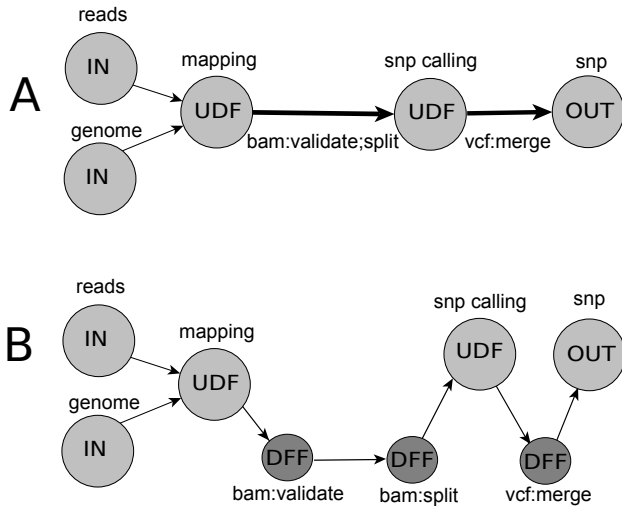 reads
IN
mapping
snp calling
snp
A
UDF
UDF
OUT
genome
bam:validate;split
vcf:merge
IN
reads
snp calling
snp
IN
mapping
B
UDF
OUT
UDF
genome
IN
DFF
DFF
DFF
bam:validate
bam:split
vcf:merge